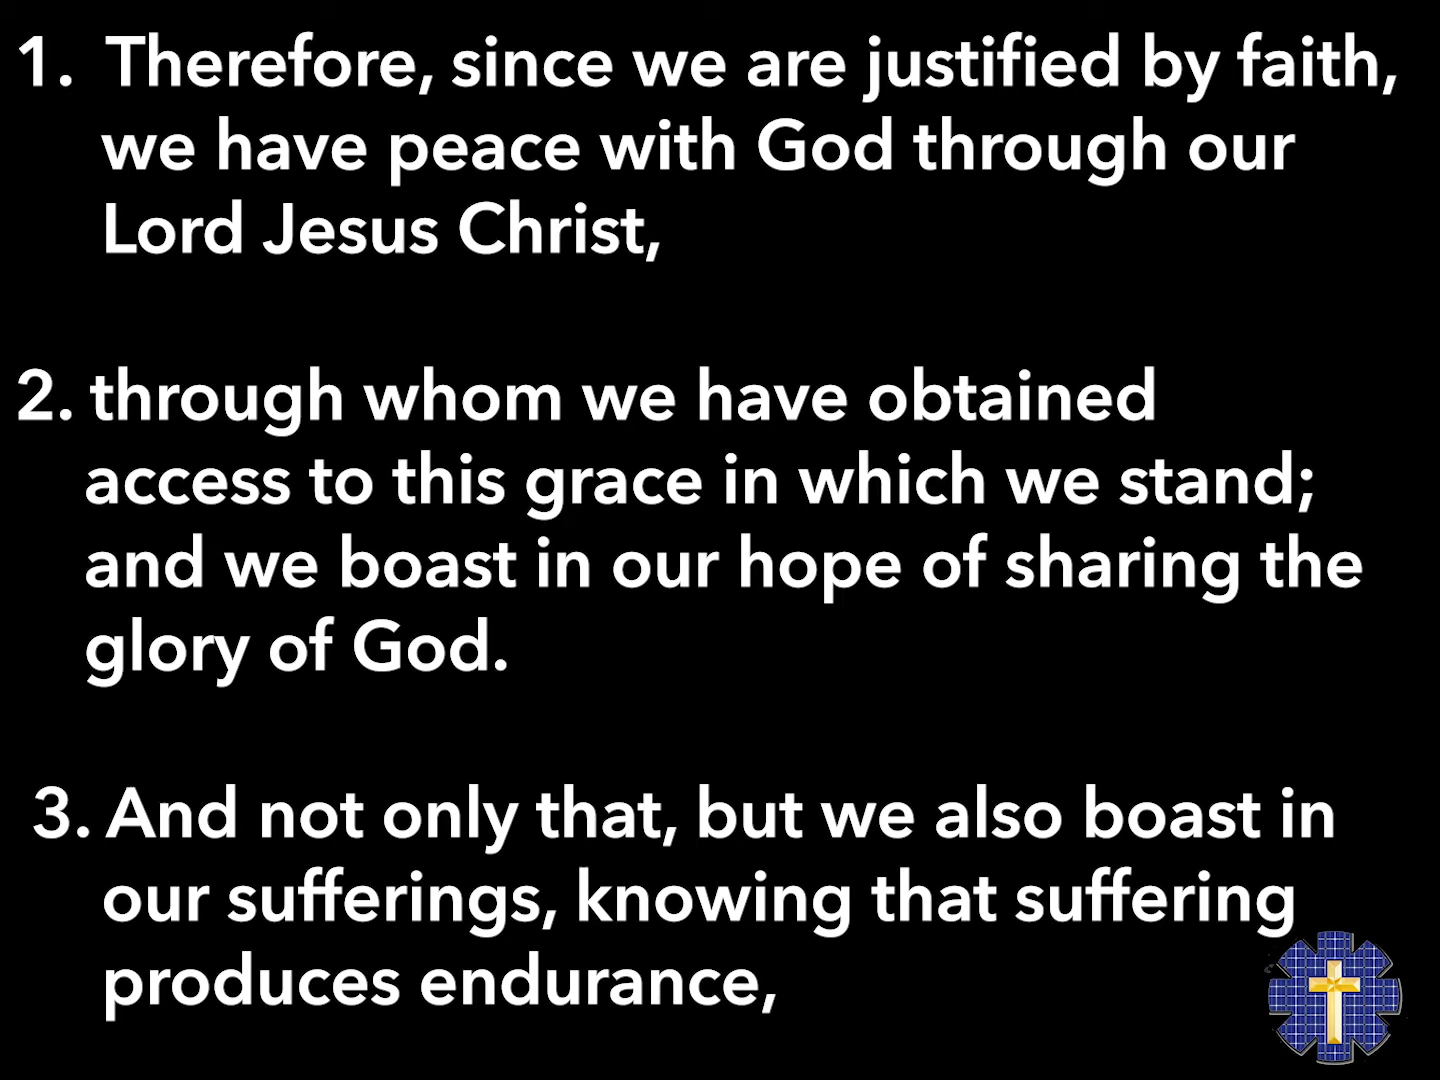 1. Therefore, since we are justified by faith,
we have peace with God through our
Lord Jesus Christ,
2. through whom we have obtained
access to this grace in which we stand;
and we boast in our hope of sharing the
glory of God.
3. And not only that, but we also boast in
our sufferings, knowing that suffering
produces endurance,